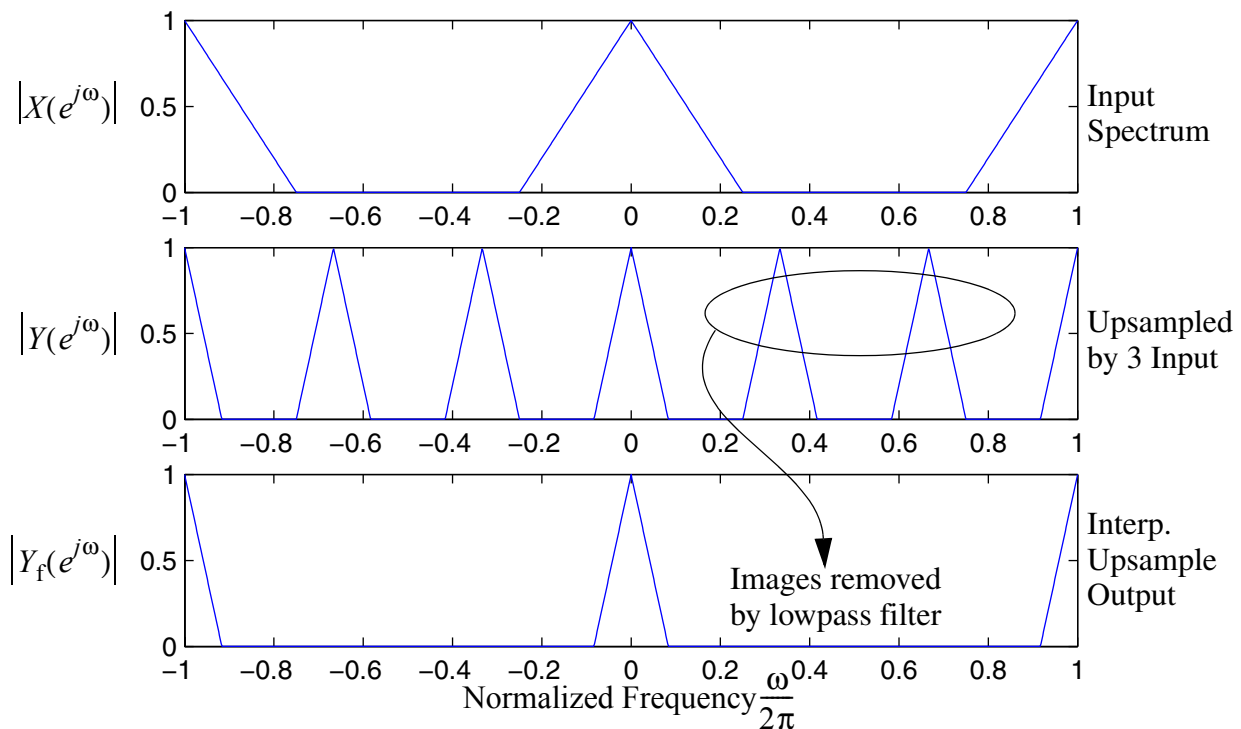 1
0.5
0
|X(e^{jω})|
Input
Spectrum
−1 −0.8 −0.6 −0.4 −0.2 0 0.2 0.4 0.6 0.8 1
1
0.5
0
|Y(e^{jω})|
Upsampled
by 3 Input
−1 −0.8 −0.6 −0.4 −0.2 0 0.2 0.4 0.6 0.8 1
1
0.5
0
|Y_f(e^{jω})|
Interp.
Upsample
Output
Images removed
by lowpass filter
−1 −0.8 −0.6 −0.4 −0.2 0 0.2 0.4 0.6 0.8 1
Normalized Frequency ω/2π